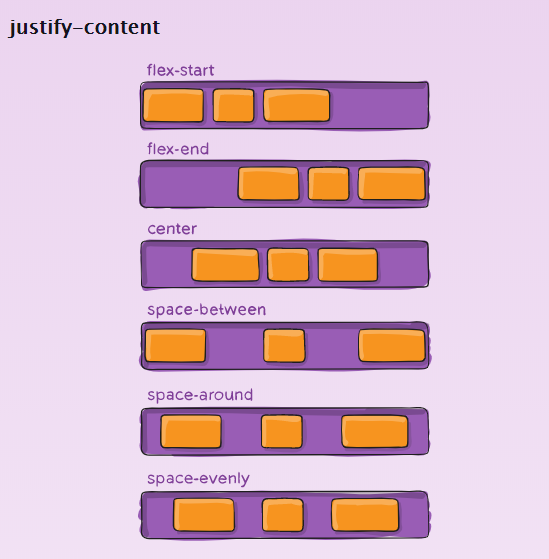 justify-content
flex-start
flex-end
center
space-between
space-around
space-evenly